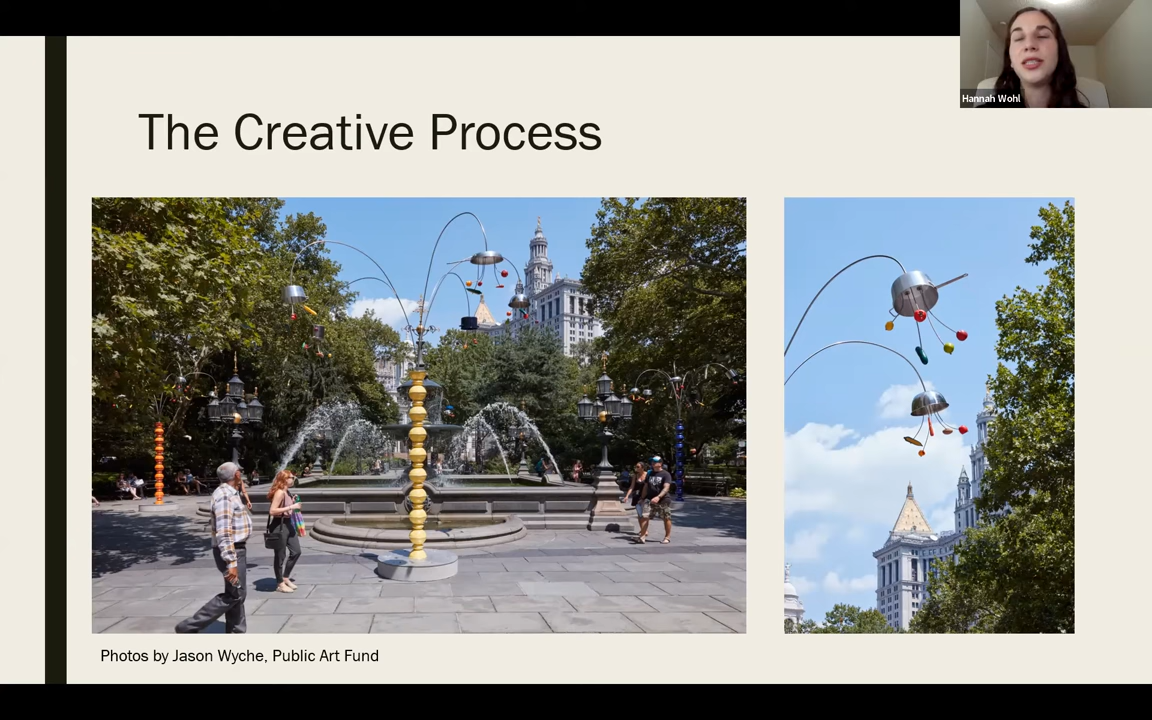 Hannah Wohl
The Creative Process
Photos by Jason Wyche, Public Art Fund